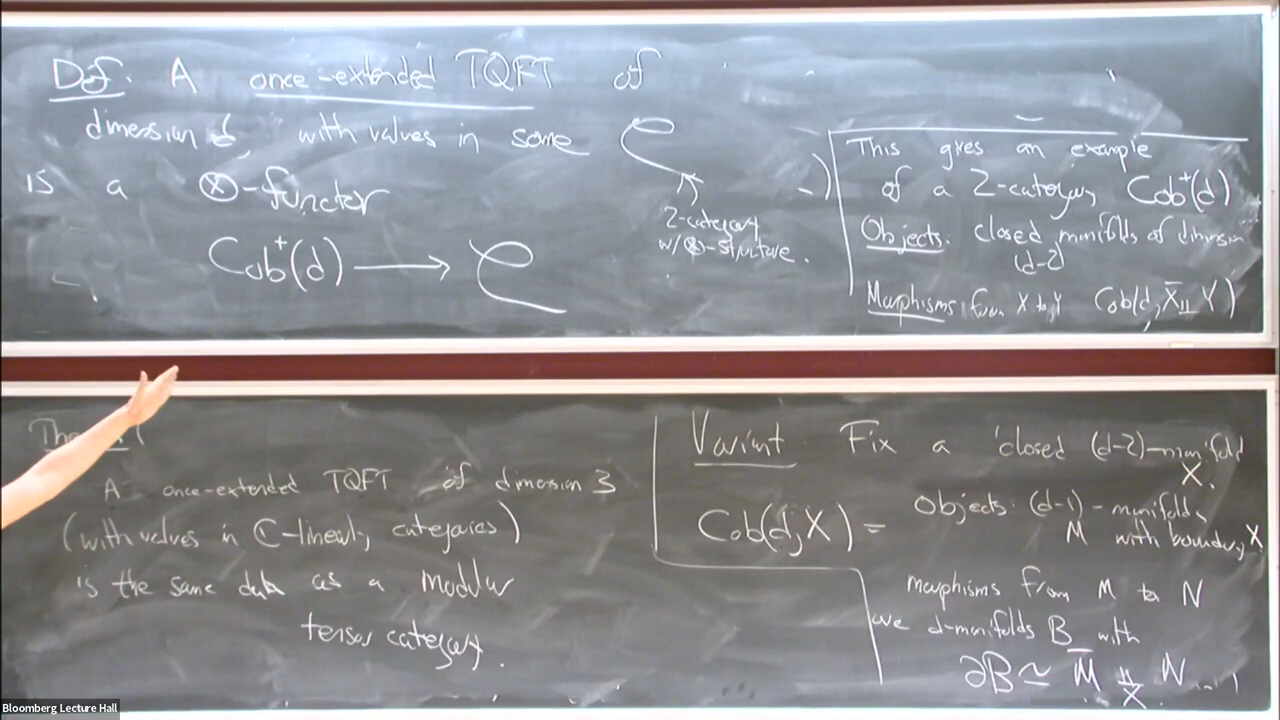 Def. A once-extended TQFT of
dimension d, with values in some 𝒞
is a ⊗-functor
2-category
w/ ⊗-structure.
Cob⁺(d) ⟶ 𝒞
This gives an example
of a 2-category Cob⁺(d)
Objects: closed manifolds of dimension
(d-2)
Morphisms from X to Y Cob(d, X̄ ⨿ Y)
A once-extended TQFT of dimension 3
(with values in ℂ-linear categories)
is the same data as a modular
tensor category.
Variant Fix a closed (d-2)-manifold
X.
Cob(d,X) =
Objects: (d-1)-manifolds
M with boundary X
morphisms from M to N
are d-manifolds B with
∂B ≃ M̄ ⨿ N
X
Bloomberg Lecture Hall